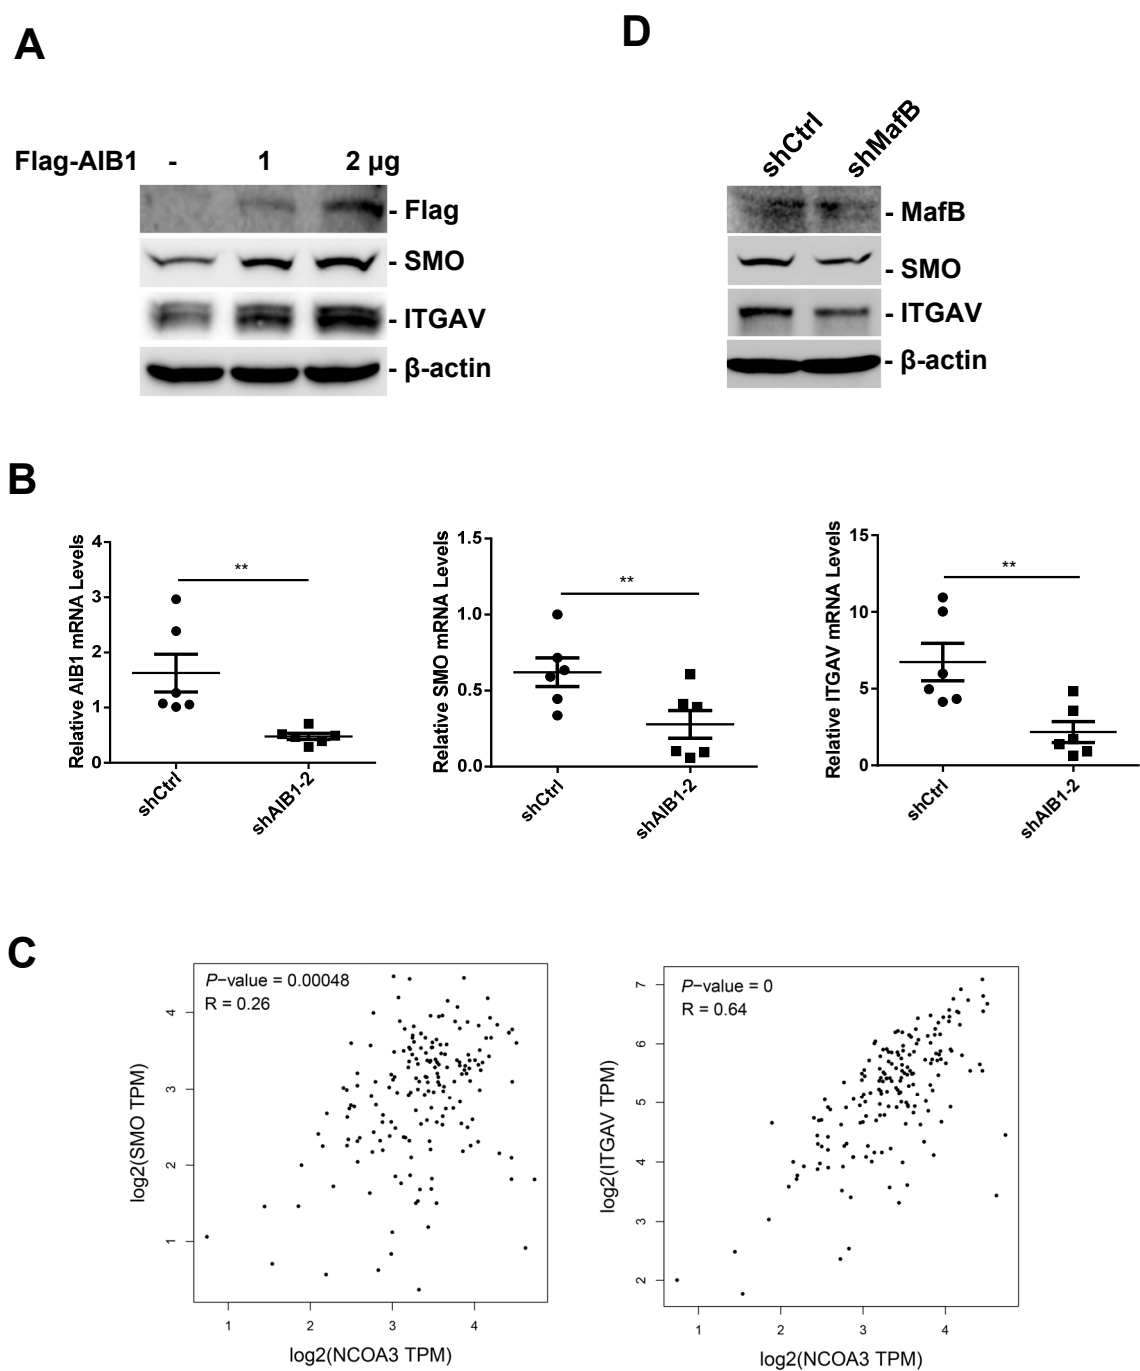 A
Flag-AIB1 - 1 2 µg
- Flag
- SMO
- ITGAV
- β-actin
D
shCtrl
shMafB
- MafB
- SMO
- ITGAV
- β-actin
B
Relative AIB1 mRNA Levels
4
3
2
1
0
**
shCtrl
shAIB1-2
Relative SMO mRNA Levels
1.5
1.0
0.5
0.0
**
shCtrl
shAIB1-2
Relative ITGAV mRNA Levels
15
10
5
0
**
shCtrl
shAIB1-2
C
P−value = 0.00048
R = 0.26
log2(SMO TPM)
4
3
2
1
1 2 3 4
log2(NCOA3 TPM)
P−value = 0
R = 0.64
log2(ITGAV TPM)
7
6
5
4
3
2
1 2 3 4
log2(NCOA3 TPM)